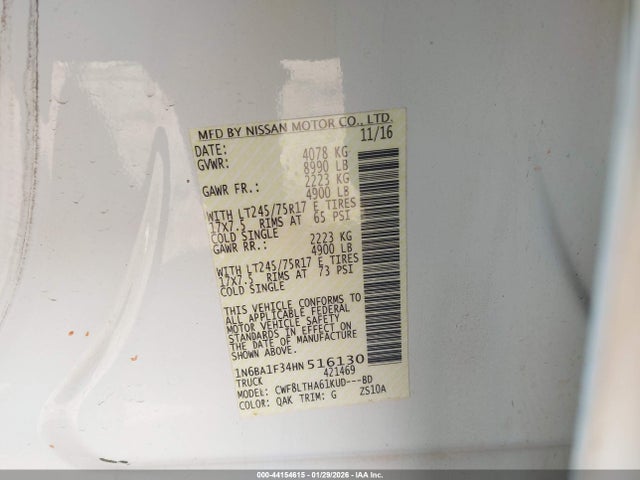 MFD BY NISSAN MOTOR CO., LTD.
DATE: 11/16
GVWR: 4078 KG
8990 LB
GAWR FR.: 2223 KG
4900 LB
WITH LT245/75R17 E TIRES
17X7.5 RIMS AT 65 PSI
COLD SINGLE
GAWR RR.: 2223 KG
4900 LB
WITH LT245/75R17 E TIRES
17X7.5 RIMS AT 73 PSI
COLD SINGLE
THIS VEHICLE CONFORMS TO
ALL APPLICABLE FEDERAL
MOTOR VEHICLE SAFETY
STANDARDS IN EFFECT ON
THE DATE OF MANUFACTURE
1N6BA1F34HN516130
TRUCK 421469
MODEL: CWF8LTHA61KUD---BD
COLOR: QAK TRIM: G ZS10A
000-44154615 - 01/29/2026 - IAA Inc.